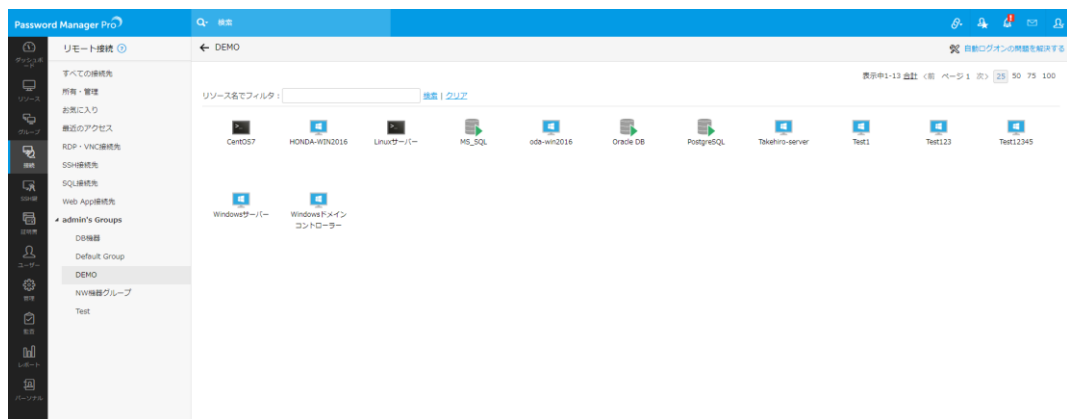 Password Manager Pro
検索
ダッシュボード
リソース
グループ
接続
SSH鍵
証明書
ユーザー
管理
監査
レポート
パーソナル
リモート接続
すべての接続先
所有・管理
お気に入り
最近のアクセス
RDP・VNC接続先
SSH接続先
SQL接続先
Web App接続先
admin's Groups
DB機器
Default Group
DEMO
NW機器グループ
Test
← DEMO
自動ログオンの問題を解決する
表示中1-13 合計 <前 ページ 1 次> 25 50 75 100
リソース名でフィルタ : 検索 | クリア
CentOS7 HONDA-WIN2016 Linuxサーバー MS_SQL oda-win2016 Oracle DB PostgreSQL Takehiro-server Test1 Test123 Test12345
Windowsサーバー Windowsドメイン
コントローラー